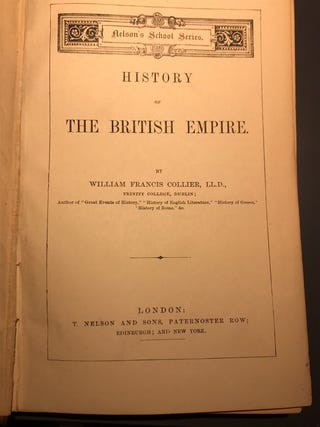 Nelson's School Series.
HISTORY
OF
THE BRITISH EMPIRE.
BY
WILLIAM FRANCIS COLLIER, LL.D.,
TRINITY COLLEGE, DUBLIN;
Author of "Great Events of History," "History of English Literature," "History of Greece,"
"History of Rome," &c.
LONDON:
T. NELSON AND SONS, PATERNOSTER ROW;
EDINBURGH; AND NEW YORK.